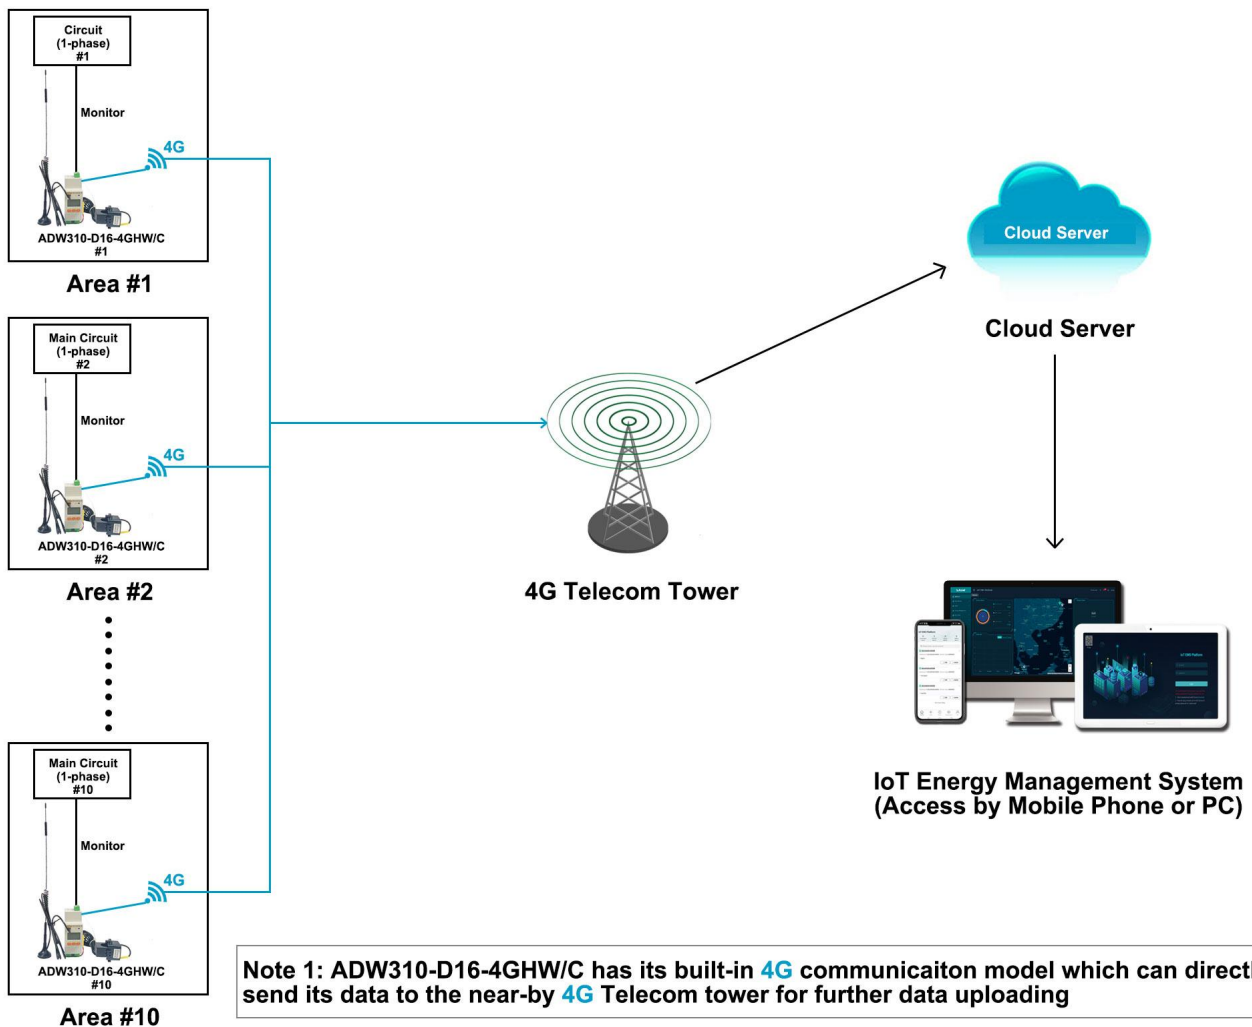 Circuit
(1-phase)
#1
Monitor
4G
ADW310-D16-4GHW/C
#1
Area #1
Main Circuit
(1-phase)
#2
Monitor
4G
ADW310-D16-4GHW/C
#2
Area #2
Main Circuit
(1-phase)
#10
Monitor
4G
ADW310-D16-4GHW/C
#10
Area #10
4G Telecom Tower
Cloud Server
Cloud Server
IoT Energy Management System
(Access by Mobile Phone or PC)
Note 1: ADW310-D16-4GHW/C has its built-in 4G communicaiton model which can directl
send its data to the near-by 4G Telecom tower for further data uploading